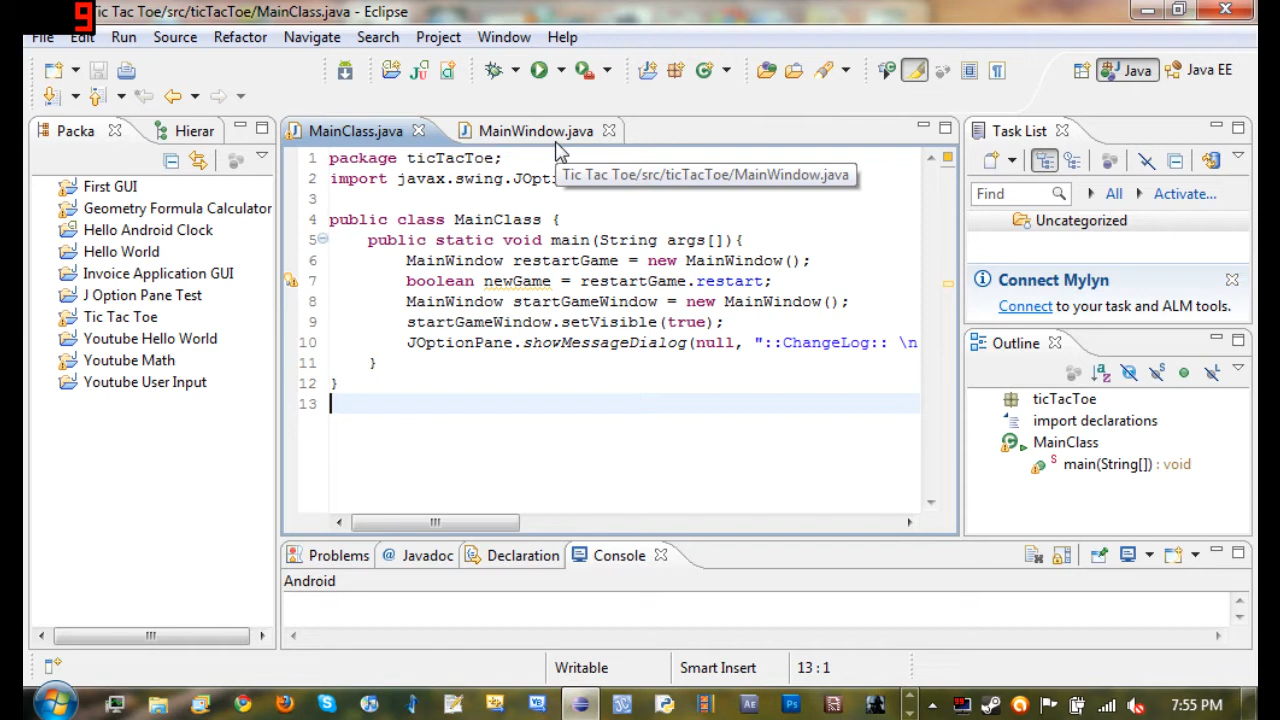 9
Tic Tac Toe/src/ticTacToe/MainClass.java - Eclipse
File Edit Run Source Refactor Navigate Search Project Window Help
Java
Java EE
Packa
Hierar
First GUI
Geometry Formula Calculator
Hello Android Clock
Hello World
Invoice Application GUI
J Option Pane Test
Tic Tac Toe
Youtube Hello World
Youtube Math
Youtube User Input
MainClass.java
MainWindow.java
Tic Tac Toe/src/ticTacToe/MainWindow.java
1 package ticTacToe;
2 import javax.swing.JOpti
3
4 public class MainClass {
5 public static void main(String args[]){
6 MainWindow restartGame = new MainWindow();
7 boolean newGame = restartGame.restart;
8 MainWindow startGameWindow = new MainWindow();
9 startGameWindow.setVisible(true);
10 JOptionPane.showMessageDialog(null, "::ChangeLog:: \n
11 }
12 }
13
Task List
Find
All
Activate...
Uncategorized
Connect Mylyn
Connect to your task and ALM tools.
Outline
ticTacToe
import declarations
MainClass
main(String[]) : void
Problems
@ Javadoc
Declaration
Console
Android
Writable
Smart Insert
13 : 1
7:55 PM